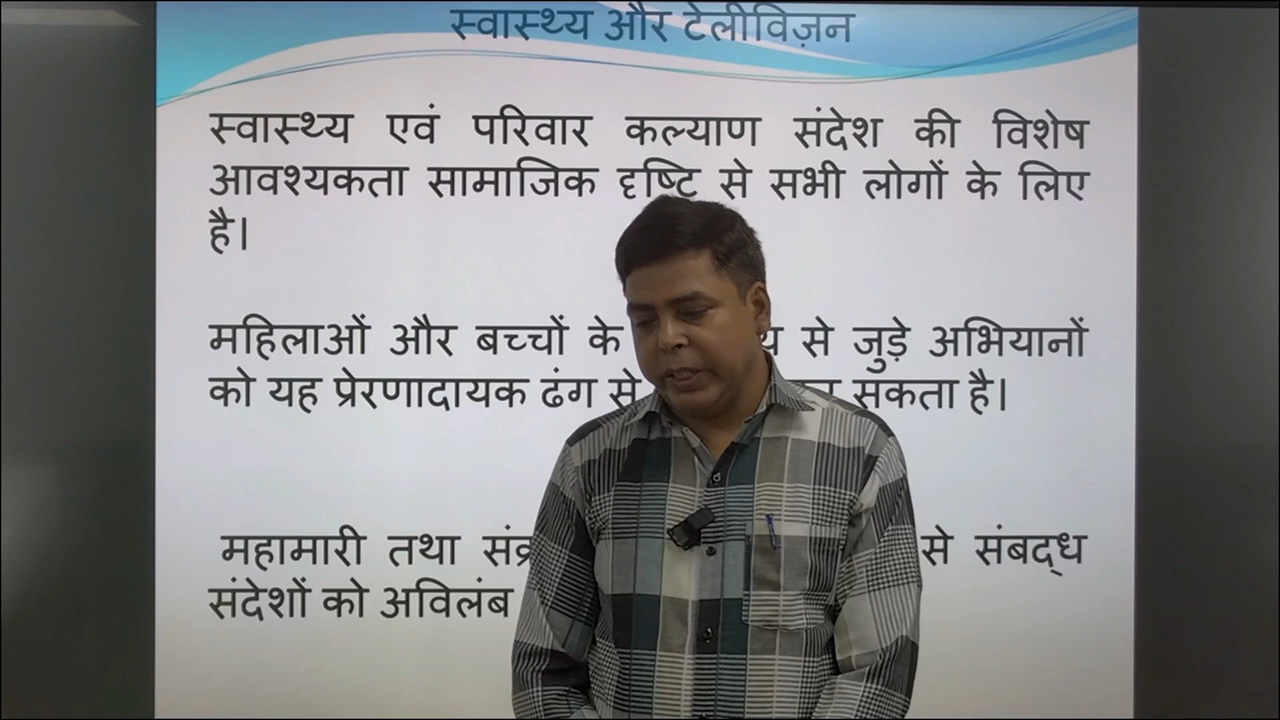 स्वास्थ्य और टेलीविज़न
स्वास्थ्य एवं परिवार कल्याण संदेश की विशेष
आवश्यकता सामाजिक दृष्टि से सभी लोगों के लिए
है।
महिलाओं और बच्चों के से जुड़े अभियानों
को यह प्रेरणादायक ढंग से सकता है।
महामारी तथा से संबद्ध
संदेशों को अविलंब